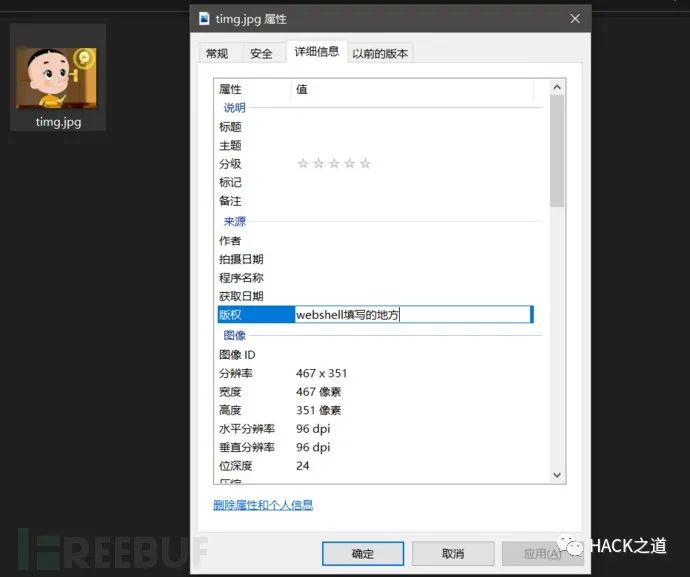 timg.jpg 属性
timg.jpg
常规 安全 详细信息 以前的版本
属性 值
说明
标题
主题
分级 ☆☆☆☆☆
标记
备注
来源
作者
拍摄日期
程序名称
获取日期
版权 webshell填写的地方
图像
图像 ID
分辨率 467 x 351
宽度 467 像素
高度 351 像素
水平分辨率 96 dpi
垂直分辨率 96 dpi
位深度 24
删除属性和个人信息
确定 取消 应用(A)
FREEBUF
HACK之道